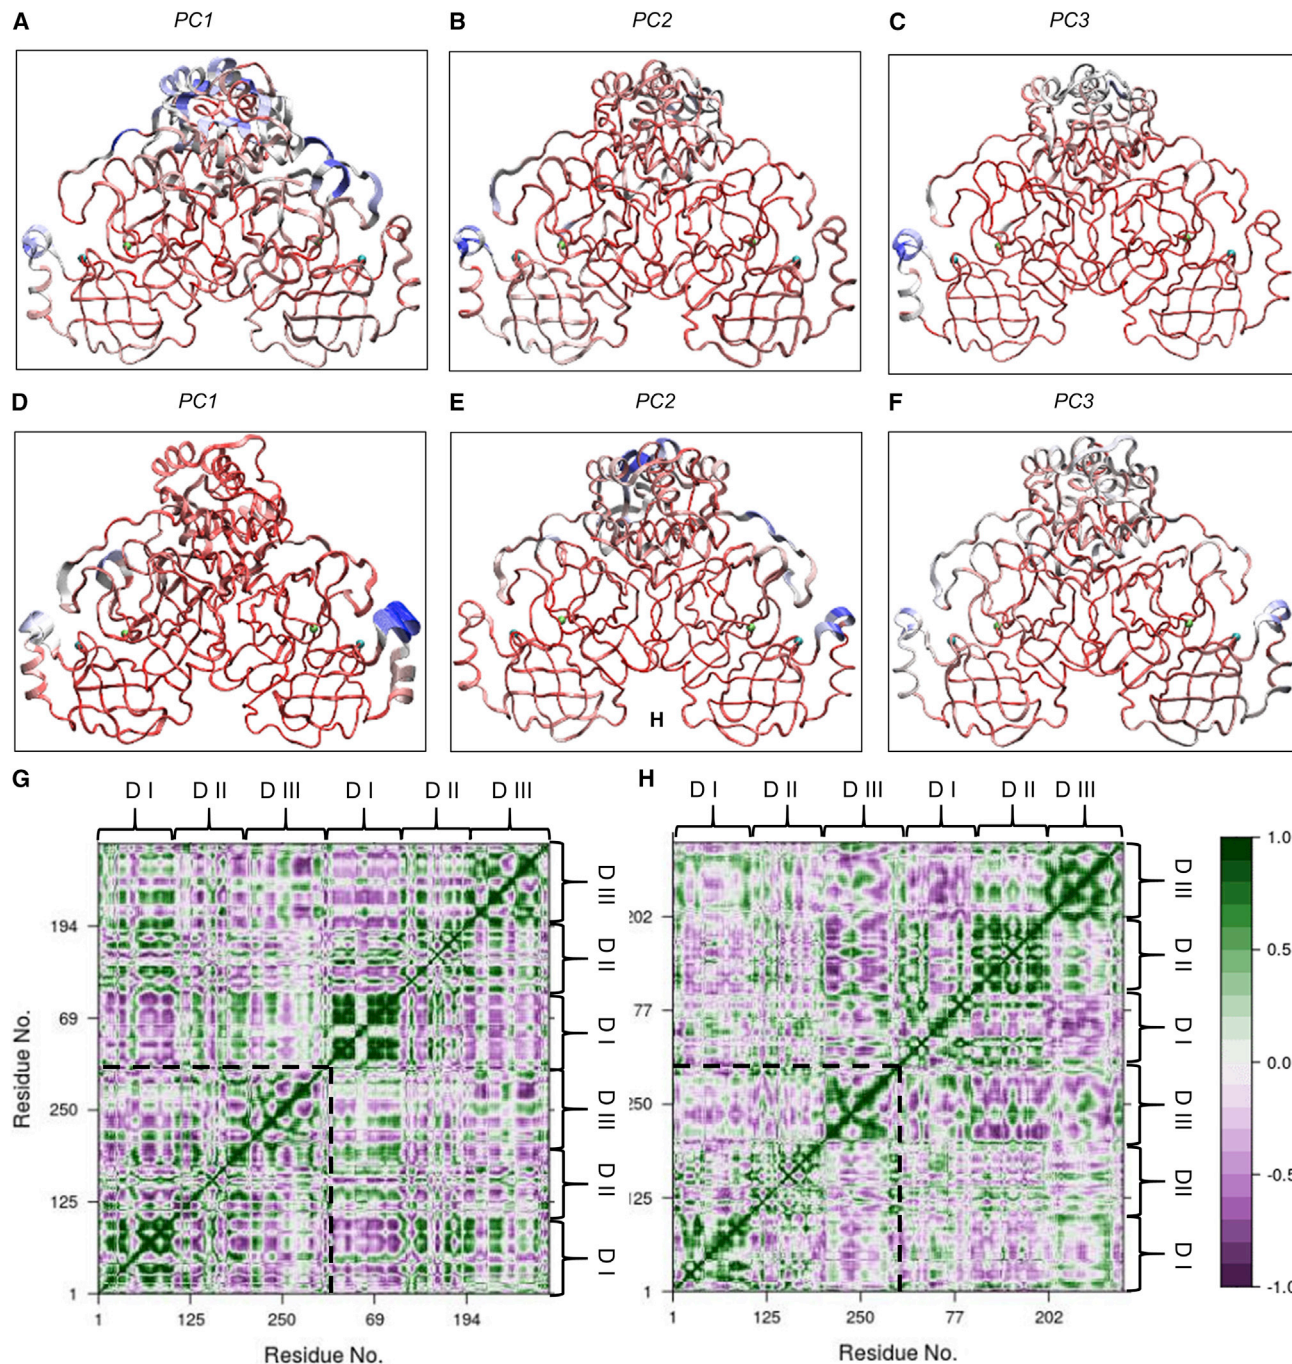 A PC1 B PC2 C PC3
D PC1 E PC2 F PC3
H
G H
D I D II D III D I D II D III D I D II D III D I D II D III
Residue No.
194
69
250
125
1
D III
D II
D I
D III
D II
D I
1 125 250 69 194
Residue No.
202
77
250
125
1
D III
D II
D I
D III
DII
D I
1 125 250 77 202
Residue No.
1.0
0.5
0.0
-0.5
-1.0